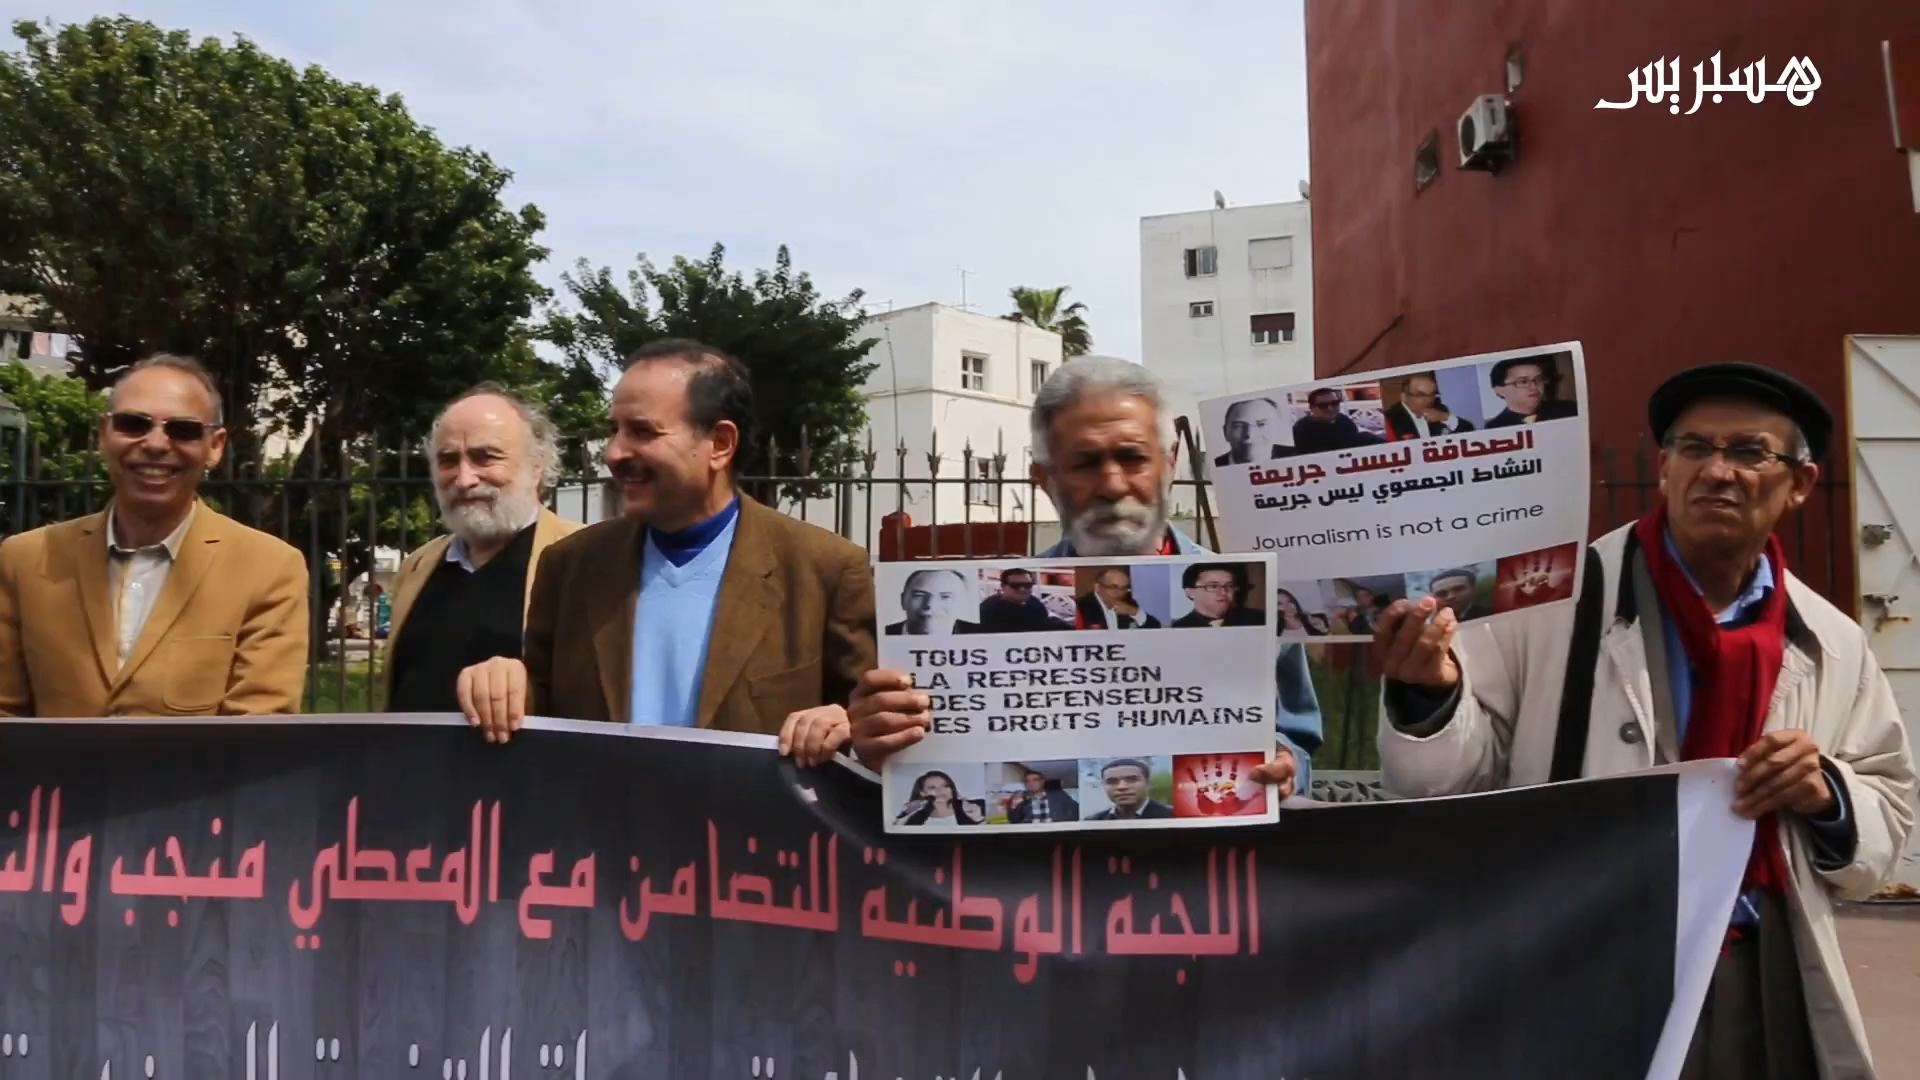 هسبريس
الصحافة ليست جريمة
النشاط الجمعوي ليس جريمة
Journalism is not a crime
TOUS CONTRE
LA REPRESSION
DES DEFENSEURS
DES DROITS HUMAINS
اللجنة الوطنية للتضامن مع المعطي منجب